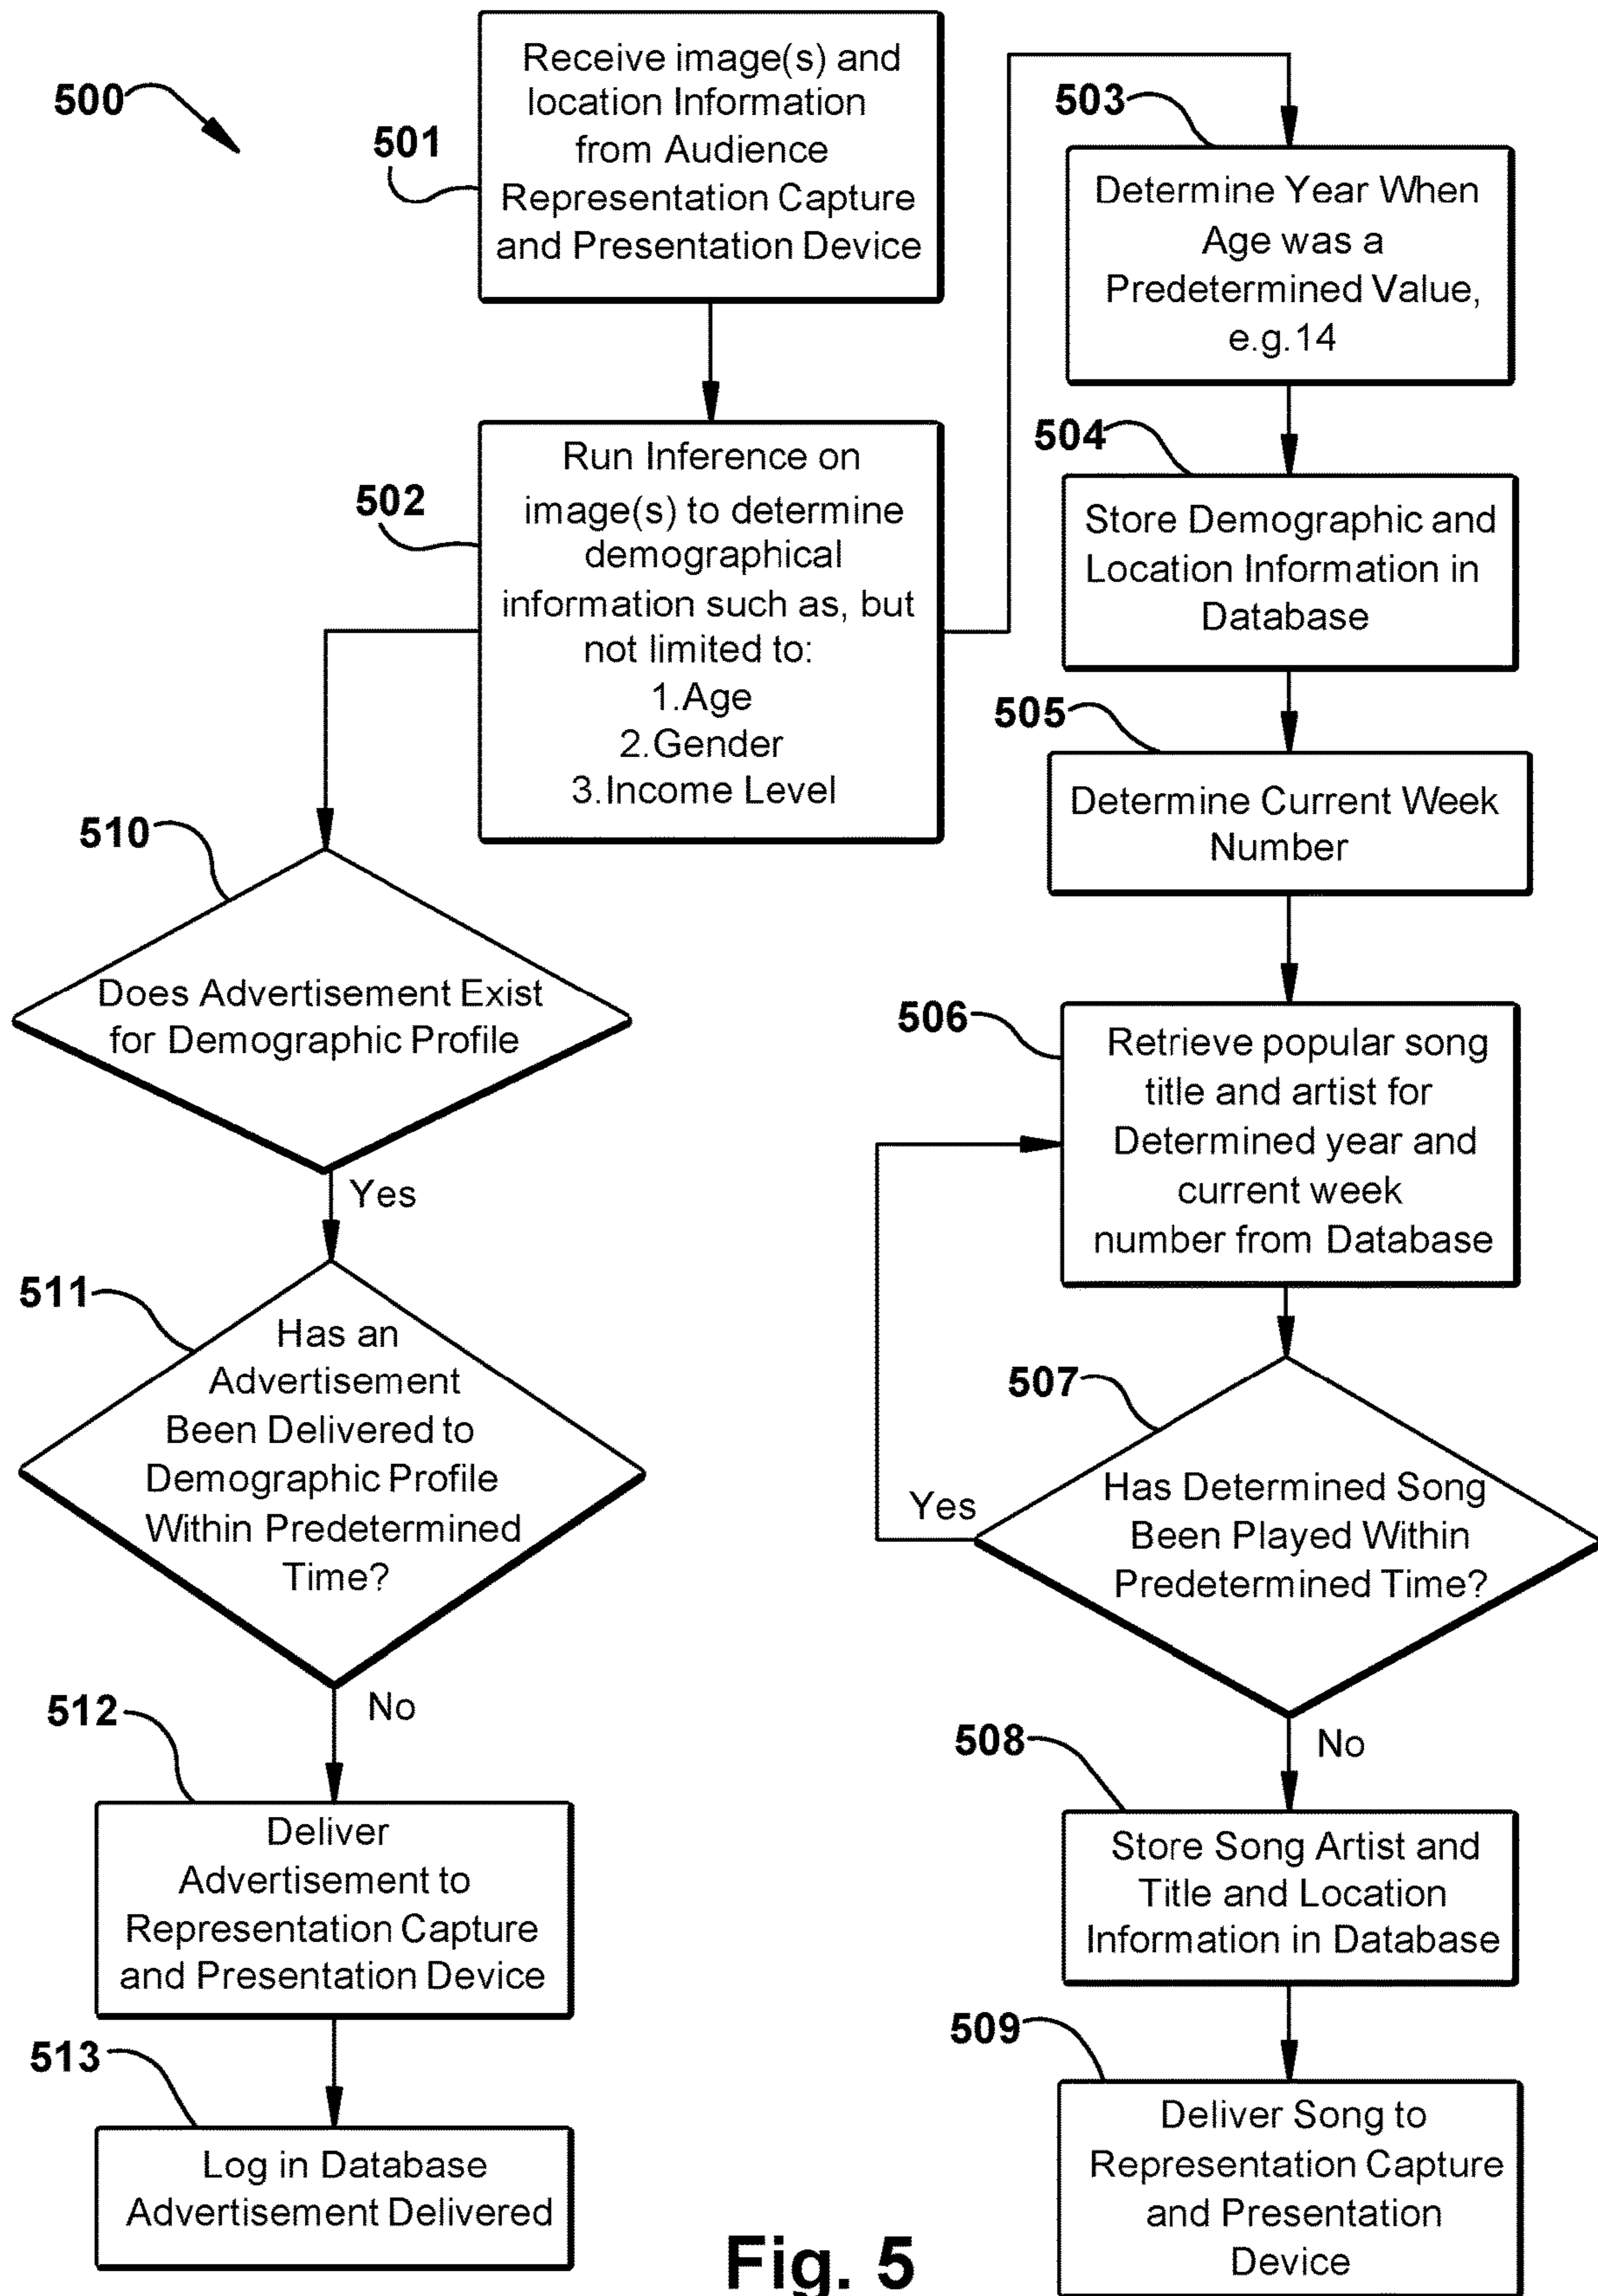 500
501
Receive image(s) and
location Information
from Audience
Representation Capture
and Presentation Device
502
Run Inference on
image(s) to determine
demographical
information such as, but
not limited to:
1.Age
2.Gender
3.Income Level
503
Determine Year When
Age was a
Predetermined Value,
e.g.14
504
Store Demographic and
Location Information in
Database
505
Determine Current Week
Number
506
Retrieve popular song
title and artist for
Determined year and
current week
number from Database
507
Has Determined Song
Been Played Within
Predetermined Time?
Yes
No
508
Store Song Artist and
Title and Location
Information in Database
509
Deliver Song to
Representation Capture
and Presentation
Device
510
Does Advertisement Exist
for Demographic Profile
Yes
511
Has an
Advertisement
Been Delivered to
Demographic Profile
Within Predetermined
Time?
No
512
Deliver
Advertisement to
Representation Capture
and Presentation Device
513
Log in Database
Advertisement Delivered
Fig. 5